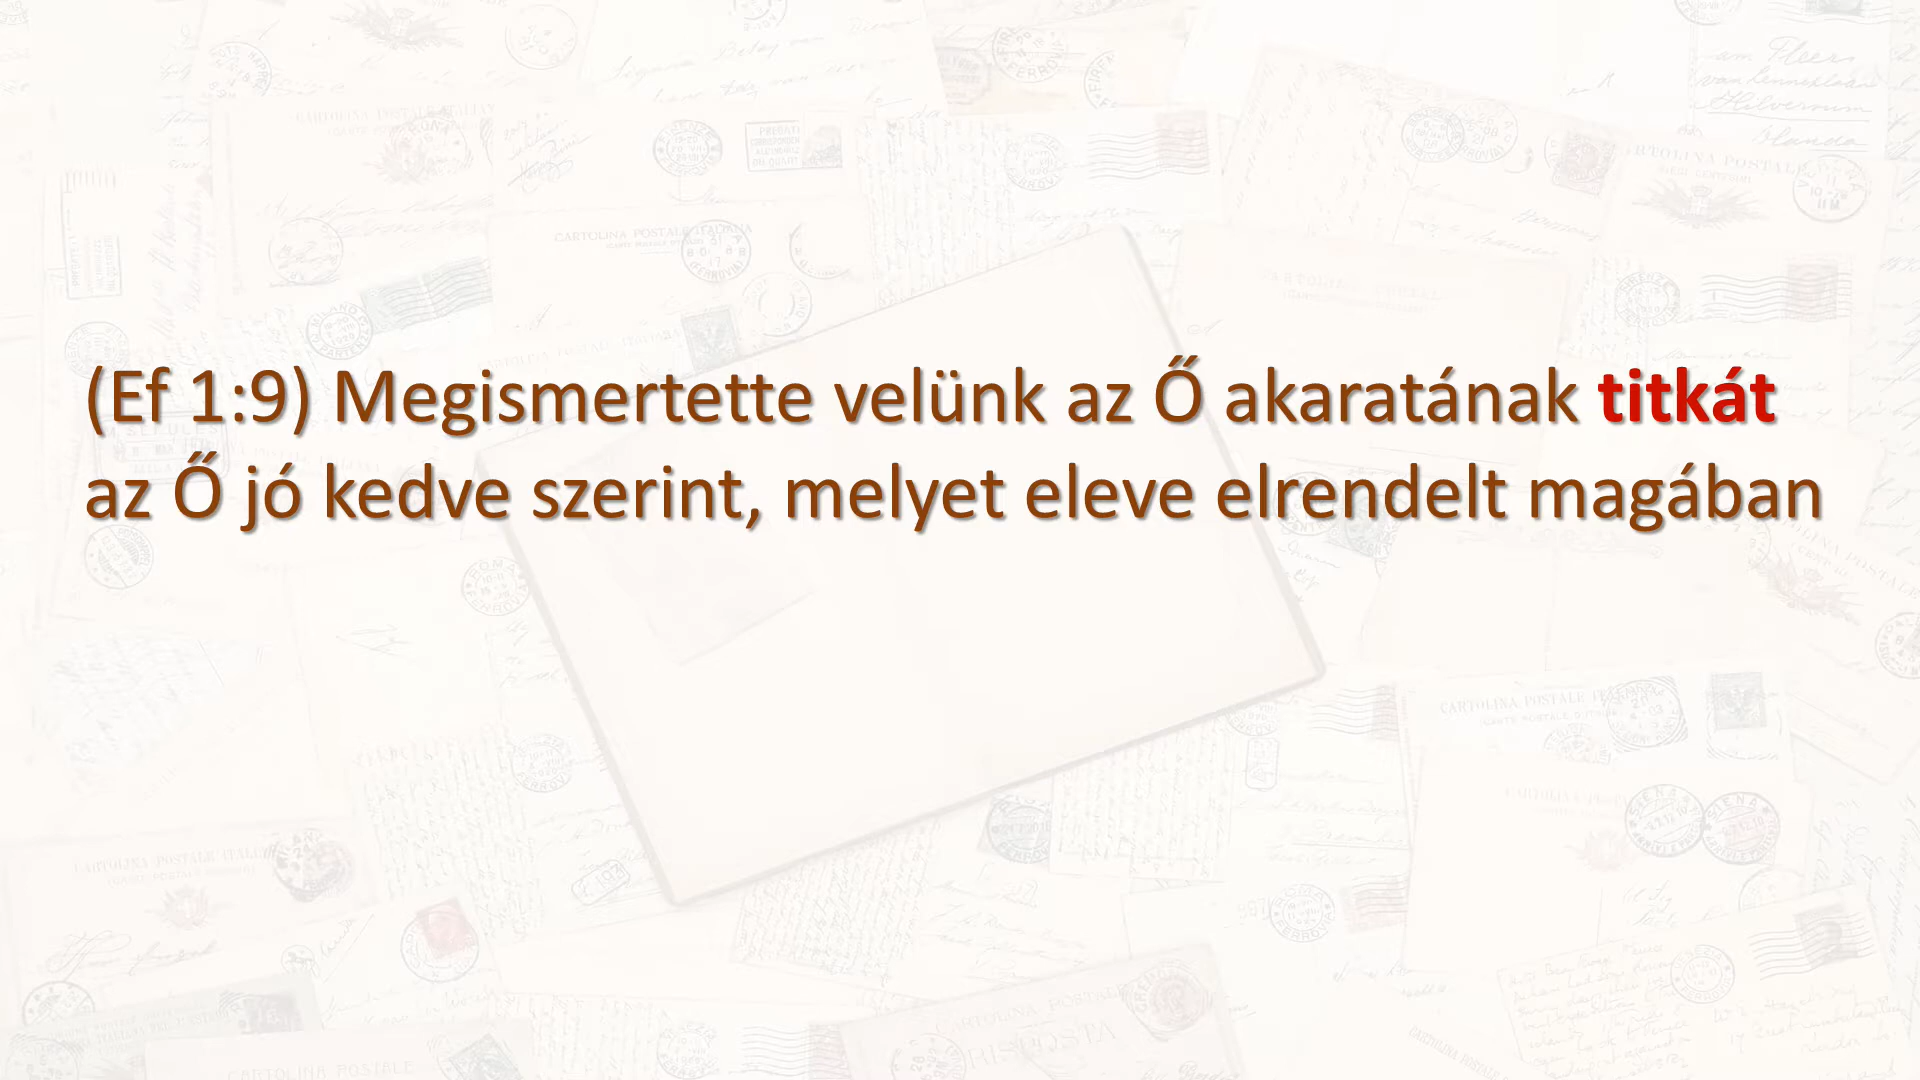 (Ef 1:9) Megismertette velünk az Ő akaratának titkát
az Ő jó kedve szerint, melyet eleve elrendelt magában